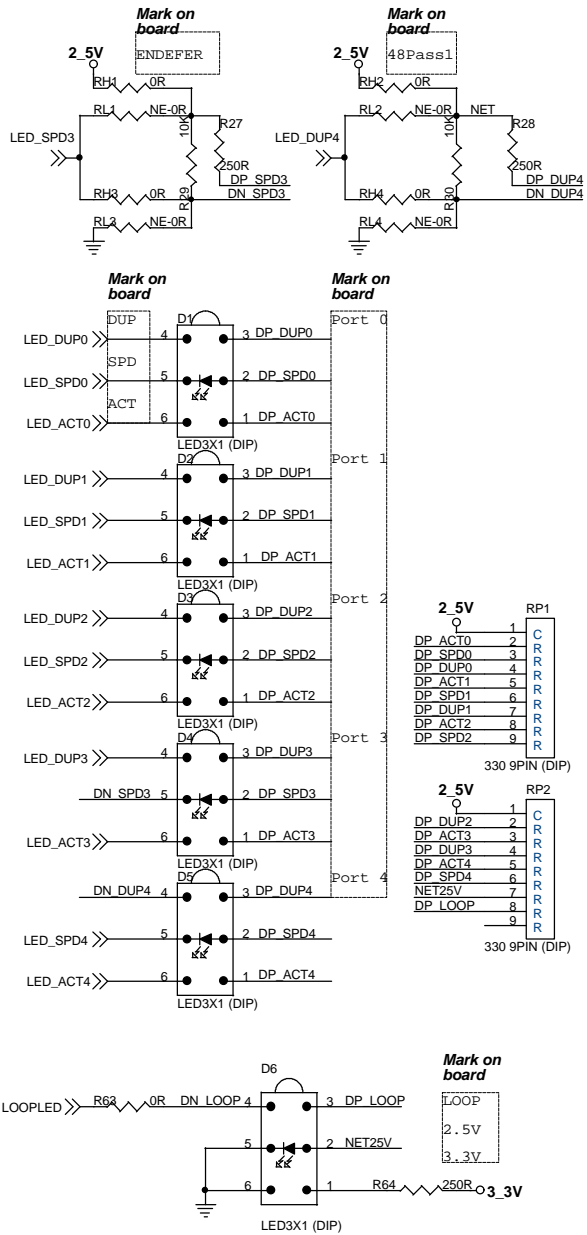 Mark on
board
Mark on
board
2_5V
ENDEFER
2_5V
48Pass1
RH1 0R
RH2 0R
RL1 NE-0R
RL2 NE-0R NET
LED_SPD3
10K
R27
LED_DUP4
10K
R28
250R
250R
DP_SPD3
DP_DUP4
RH3 0R
R29
DN_SPD3
RH4 0R
R30
DN_DUP4
RL3 NE-0R
RL4 NE-0R
Mark on
board
Mark on
board
DUP
D1
Port 0
LED_DUP0 4 3 DP_DUP0
SPD
LED_SPD0 5 2 DP_SPD0
ACT
LED_ACT0 6 1 DP_ACT0
LED3X1 (DIP)
D2
Port 1
LED_DUP1 4 3 DP_DUP1
LED_SPD1 5 2 DP_SPD1
LED_ACT1 6 1 DP_ACT1
LED3X1 (DIP)
D3
Port 2
LED_DUP2 4 3 DP_DUP2
LED_SPD2 5 2 DP_SPD2
LED_ACT2 6 1 DP_ACT2
LED3X1 (DIP)
D4
Port 3
LED_DUP3 4 3 DP_DUP3
DN_SPD3 5 2 DP_SPD3
LED_ACT3 6 1 DP_ACT3
LED3X1 (DIP)
D5
Port 4
DN_DUP4 4 3 DP_DUP4
LED_SPD4 5 2 DP_SPD4
LED_ACT4 6 1 DP_ACT4
LED3X1 (DIP)
2_5V
RP1
1 C
DP_ACT0 2 R
DP_SPD0 3 R
DP_DUP0 4 R
DP_ACT1 5 R
DP_SPD1 6 R
DP_DUP1 7 R
DP_ACT2 8 R
DP_SPD2 9 R
330 9PIN (DIP)
2_5V
RP2
1 C
DP_DUP2 2 R
DP_ACT3 3 R
DP_DUP3 4 R
DP_ACT4 5 R
DP_SPD4 6 R
NET25V 7 R
DP_LOOP 8 R
9 R
330 9PIN (DIP)
D6
Mark on
board
LOOPLED R63 0R DN_LOOP 4 3 DP_LOOP
LOOP
5 2 NET25V
2.5V
3.3V
6 1 R64 250R 3_3V
LED3X1 (DIP)